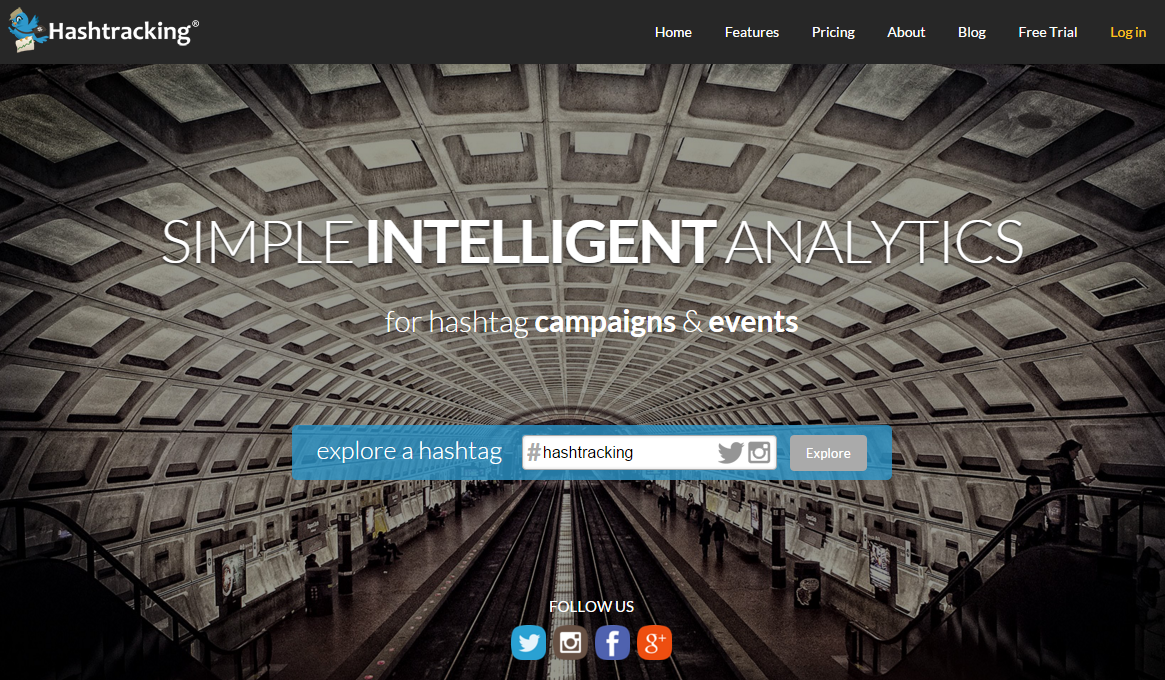 Hashtracking®
Home Features Pricing About Blog Free Trial Log in
SIMPLE INTELLIGENT ANALYTICS
for hashtag campaigns & events
explore a hashtag #hashtracking Explore
FOLLOW US
f g+